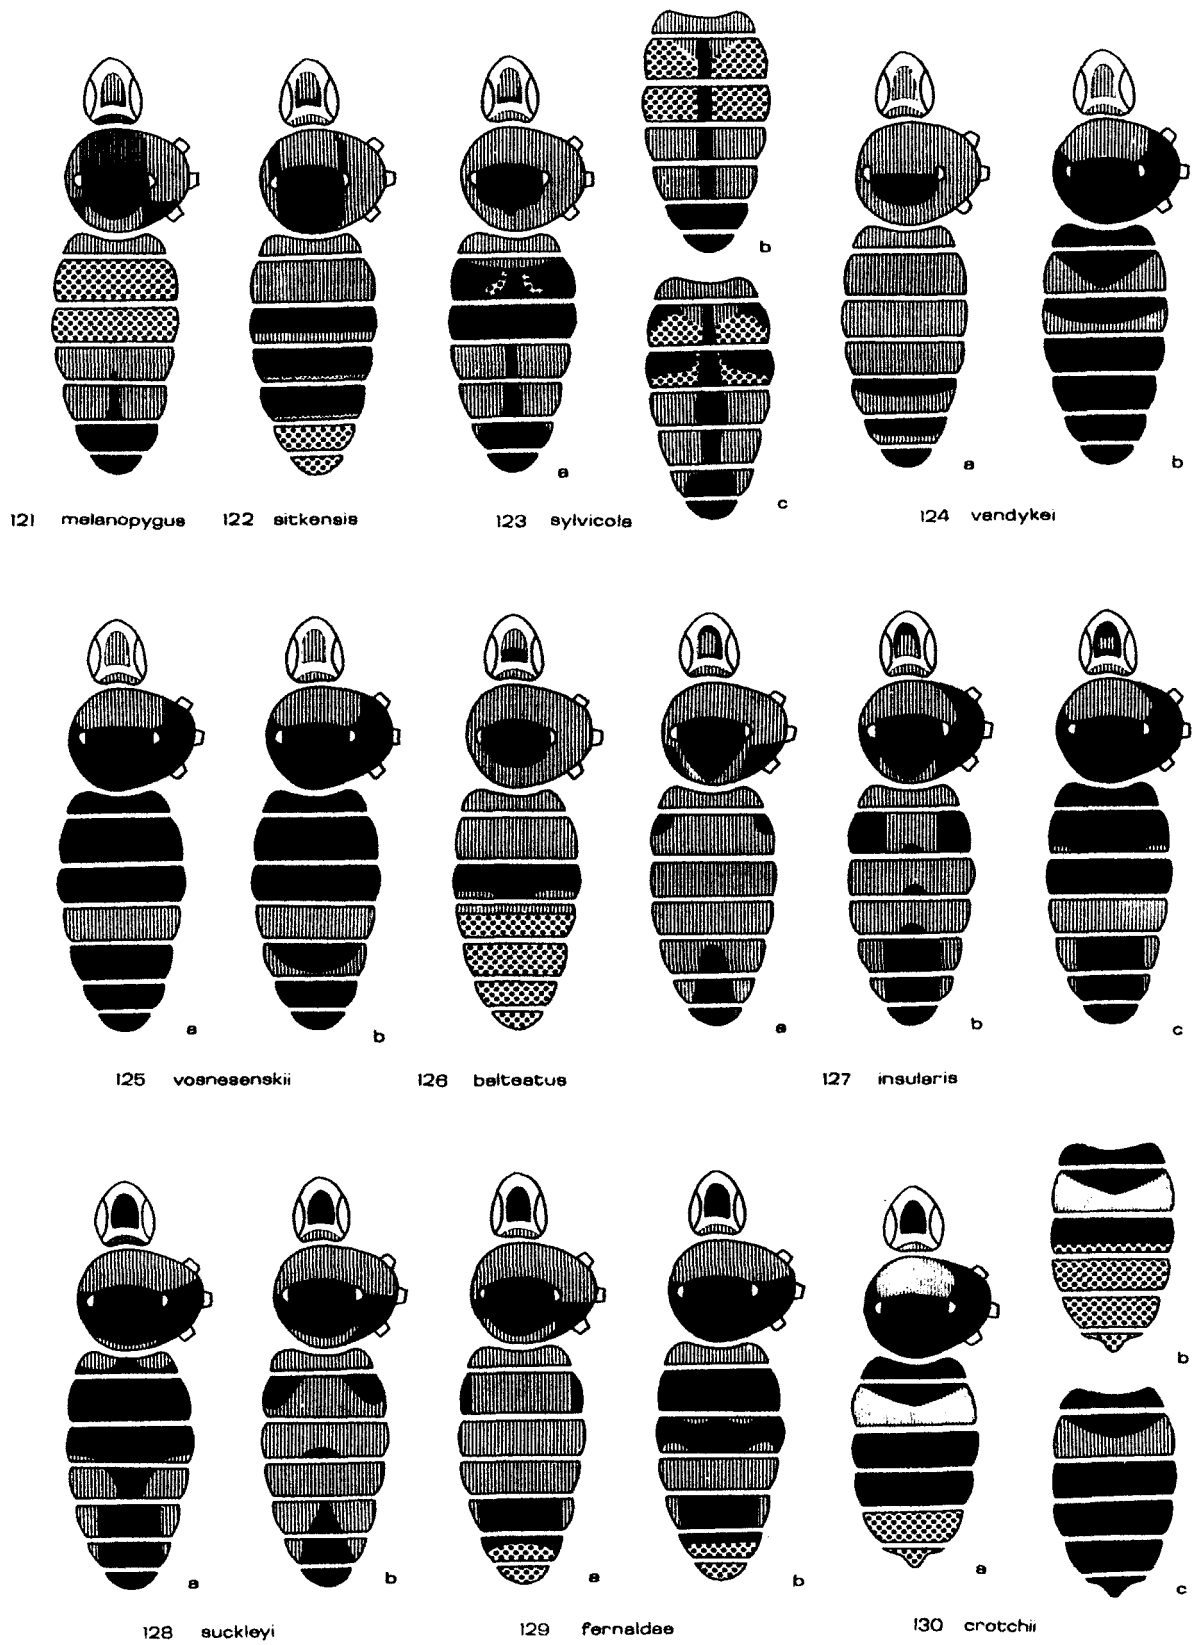 b
a
c
a
b
121 melanopygus
122 sitkensis
123 sylvicola
124 vandykei
a
b
a
b
c
125 vosnesenskii
126 balteatus
127 insularis
a
b
a
b
a
b
c
128 suckleyi
129 fernaldae
130 crotchii